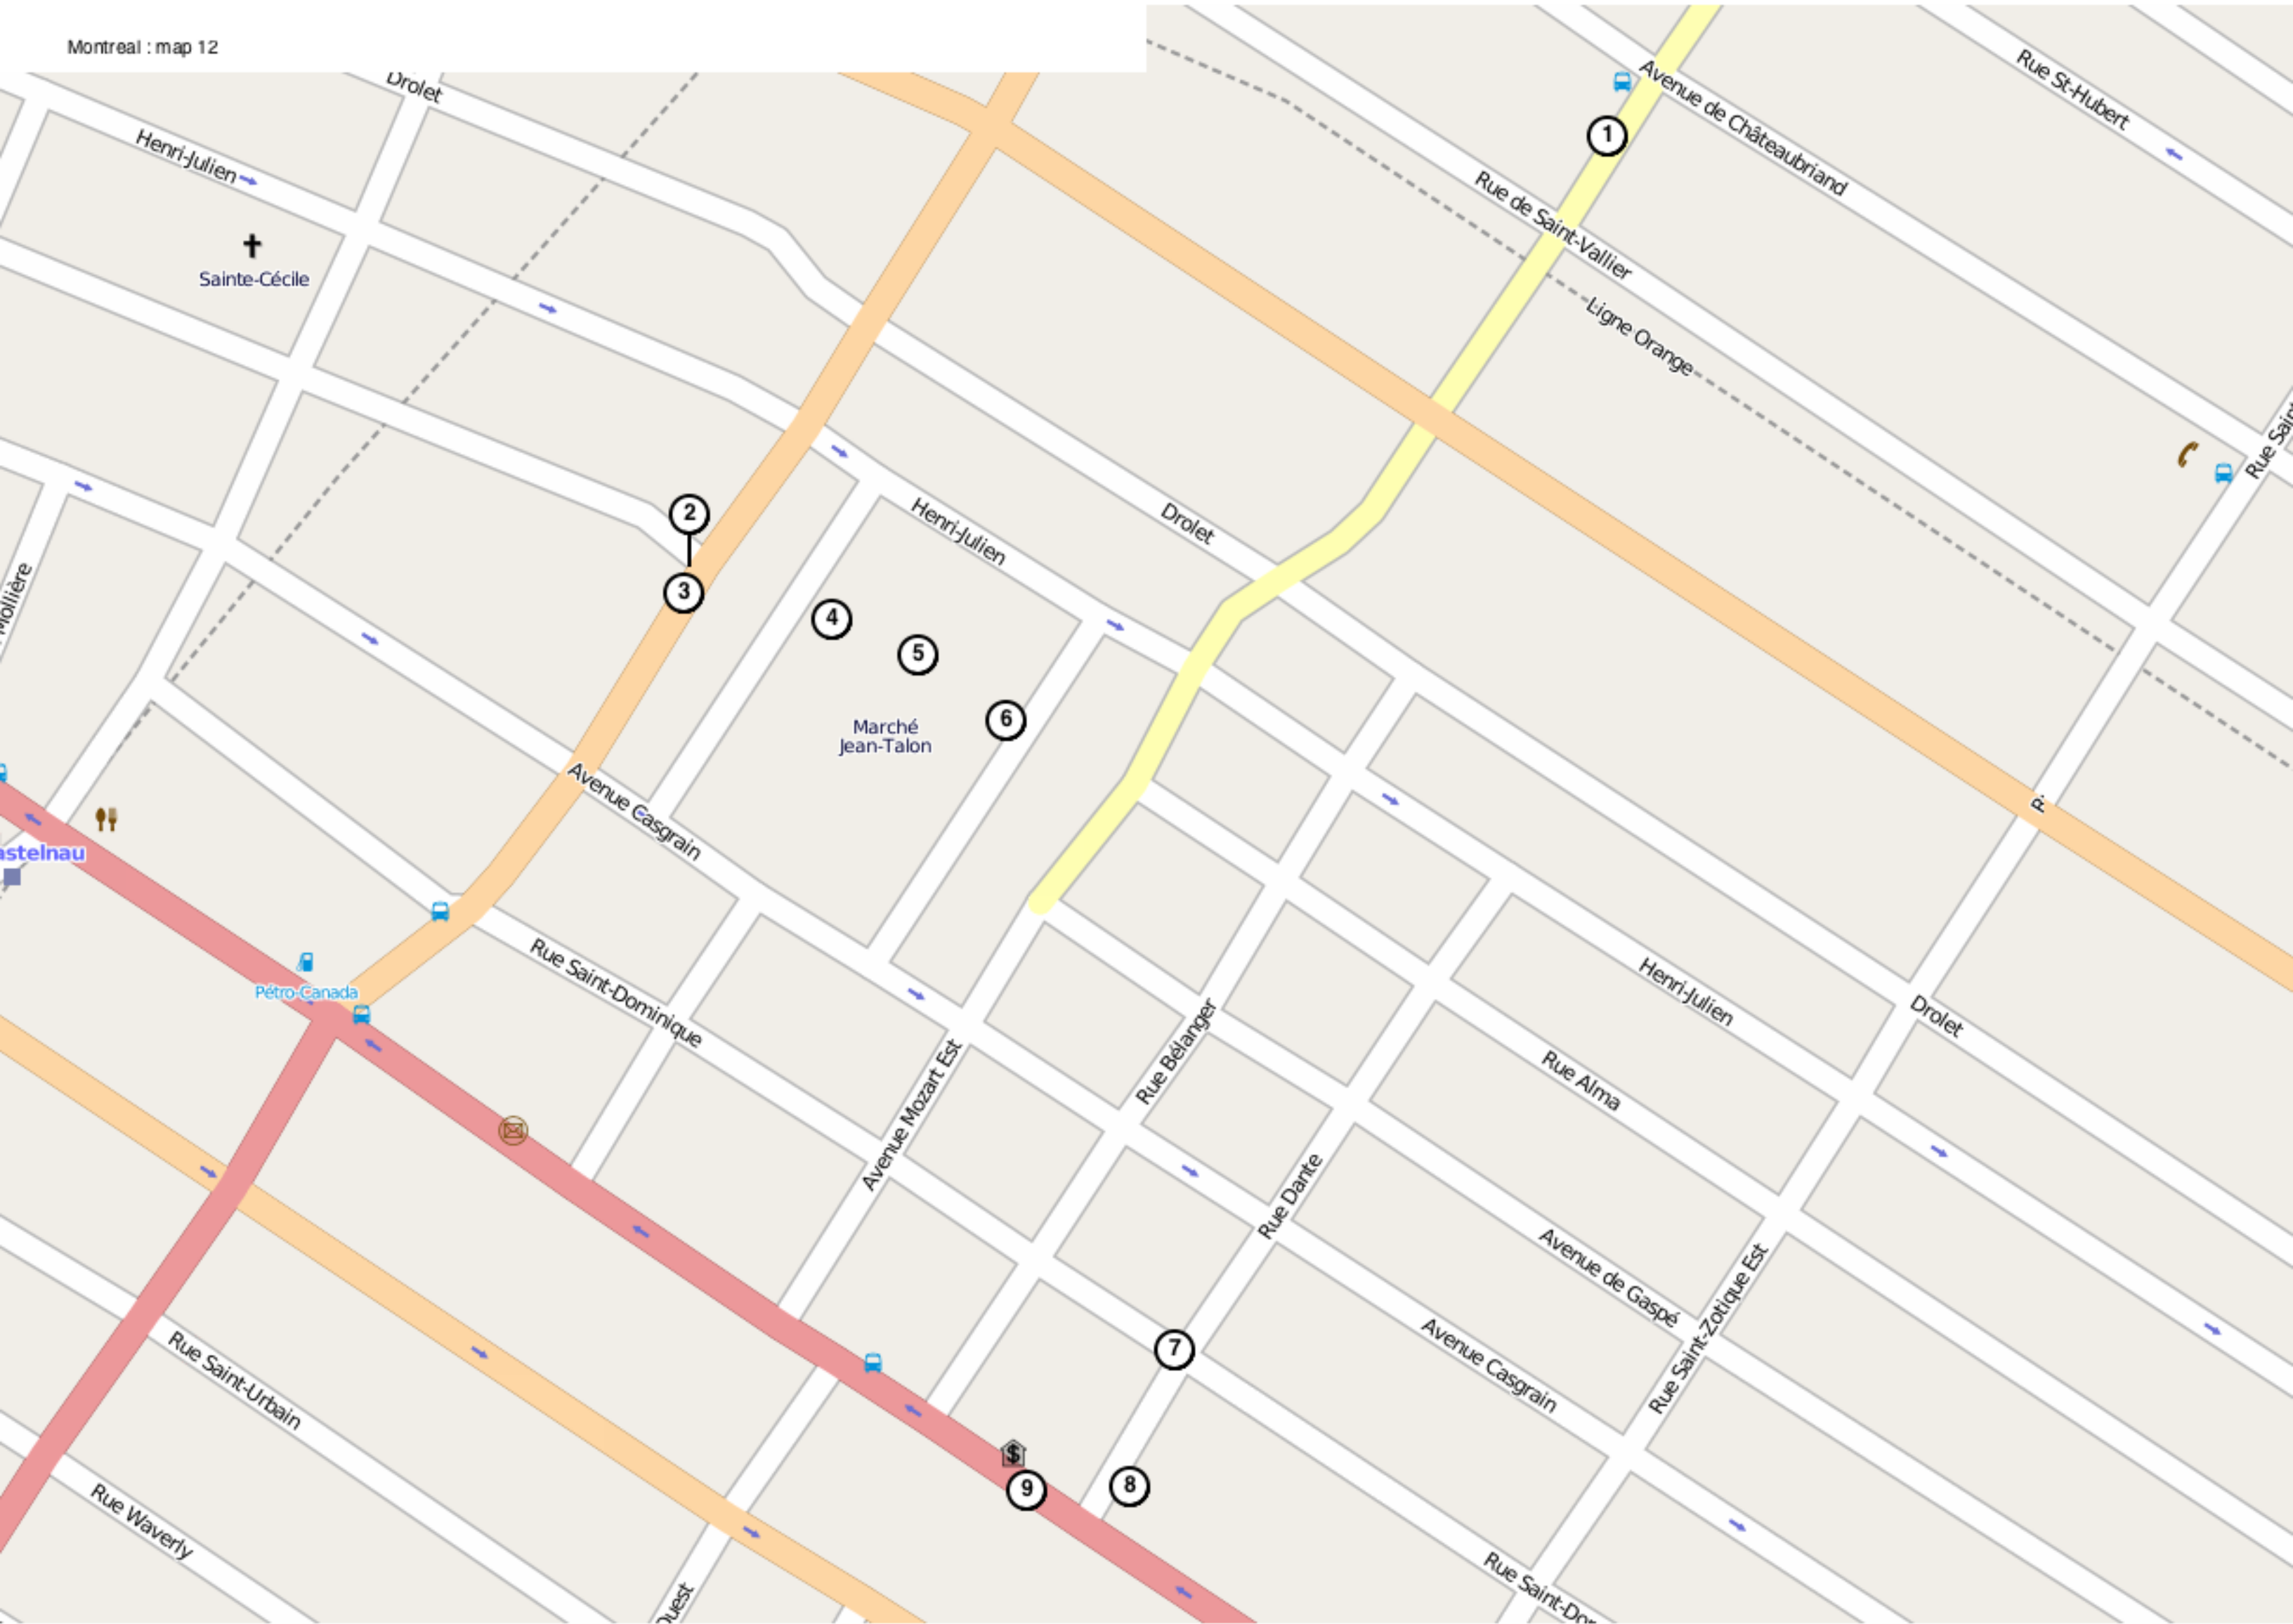 Montreal : map 12
Drolet
Henri-Julien
Sainte-Cécile
Avenue de Châteaubriand
Rue St-Hubert
1
Rue de Saint-Vallier
Ligne Orange
2
3
4
5
6
Henri-Julien
Drolet
Marché
Jean-Talon
Avenue Casgrain
Pétro-Canada
Rue Saint-Dominique
Avenue Mozart Est
Rue Bélanger
Rue Dante
Henri-Julien
Drolet
Rue Alma
Avenue de Gaspé
Avenue Casgrain
Rue Saint-Zotique Est
Rue Saint-Urbain
Rue Waverly
7
8
$
9